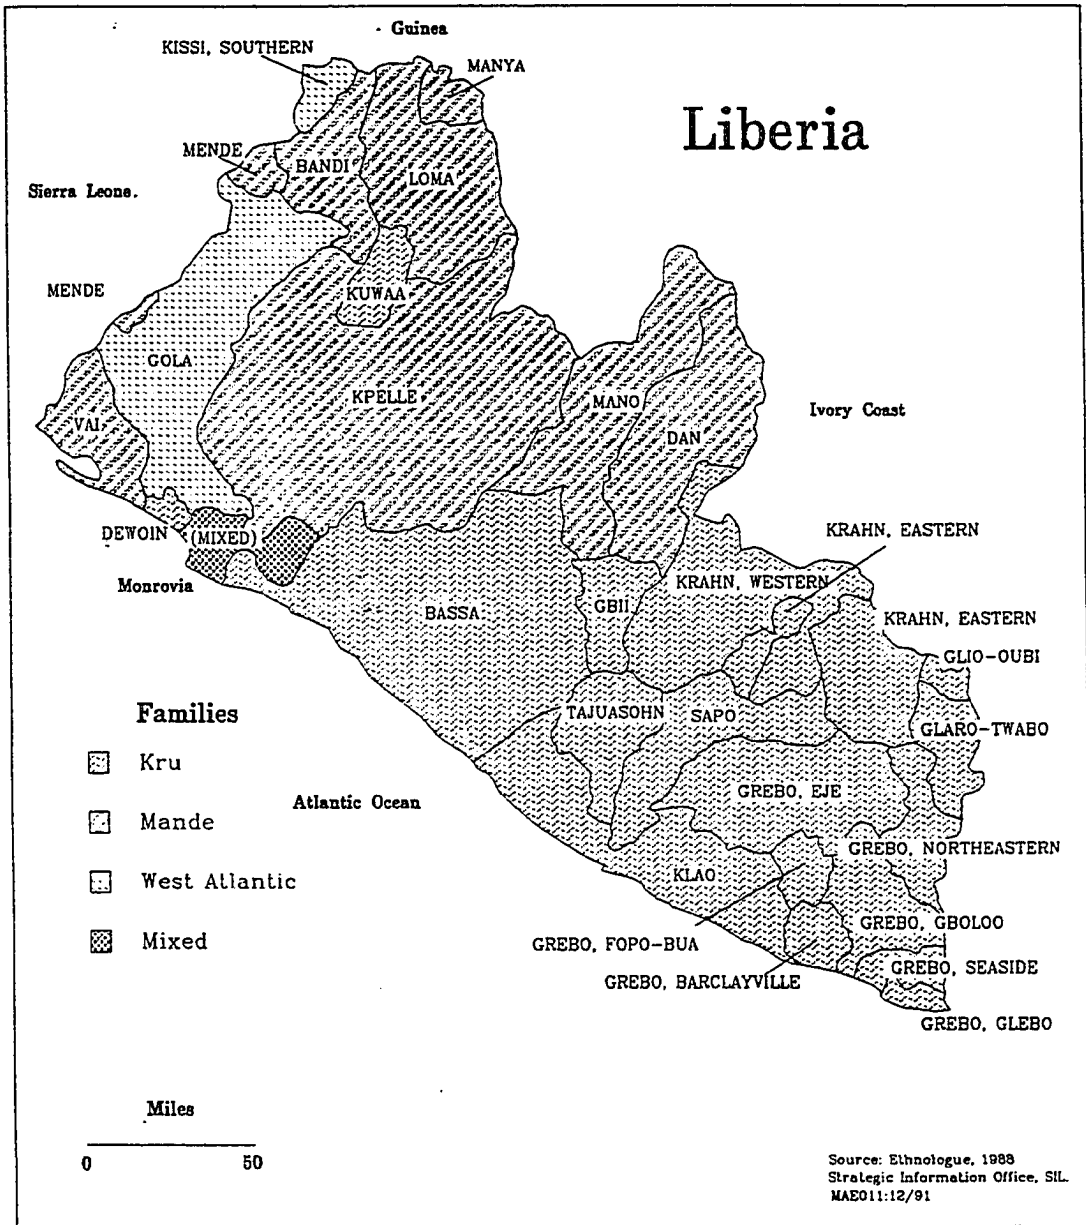 Guinea
KISSI, SOUTHERN
MANYA
Liberia
MENDE
BANDI
LOMA
Sierra Leone.
MENDE
KUWAA
GOLA
KPELLE
MANO
Ivory Coast
VAI
DAN
DEWOIN
(MIXED)
KRAHN, EASTERN
Monrovia
KRAHN, WESTERN
BASSA
GBII
KRAHN, EASTERN
GLIO-OUBI
TAJUASOHN
SAPO
GLARO-TWABO
Families
Kru
Mande
West Atlantic
Mixed
Atlantic Ocean
GREBO, EJE
GREBO, NORTHEASTERN
KLAO
GREBO, GBOLOO
GREBO, FOPO-BUA
GREBO, SEASIDE
GREBO, BARCLAYVILLE
GREBO, GLEBO
Miles
0 50
Source: Ethnologue, 1988
Strategic Information Office, SIL.
MAE011:12/91